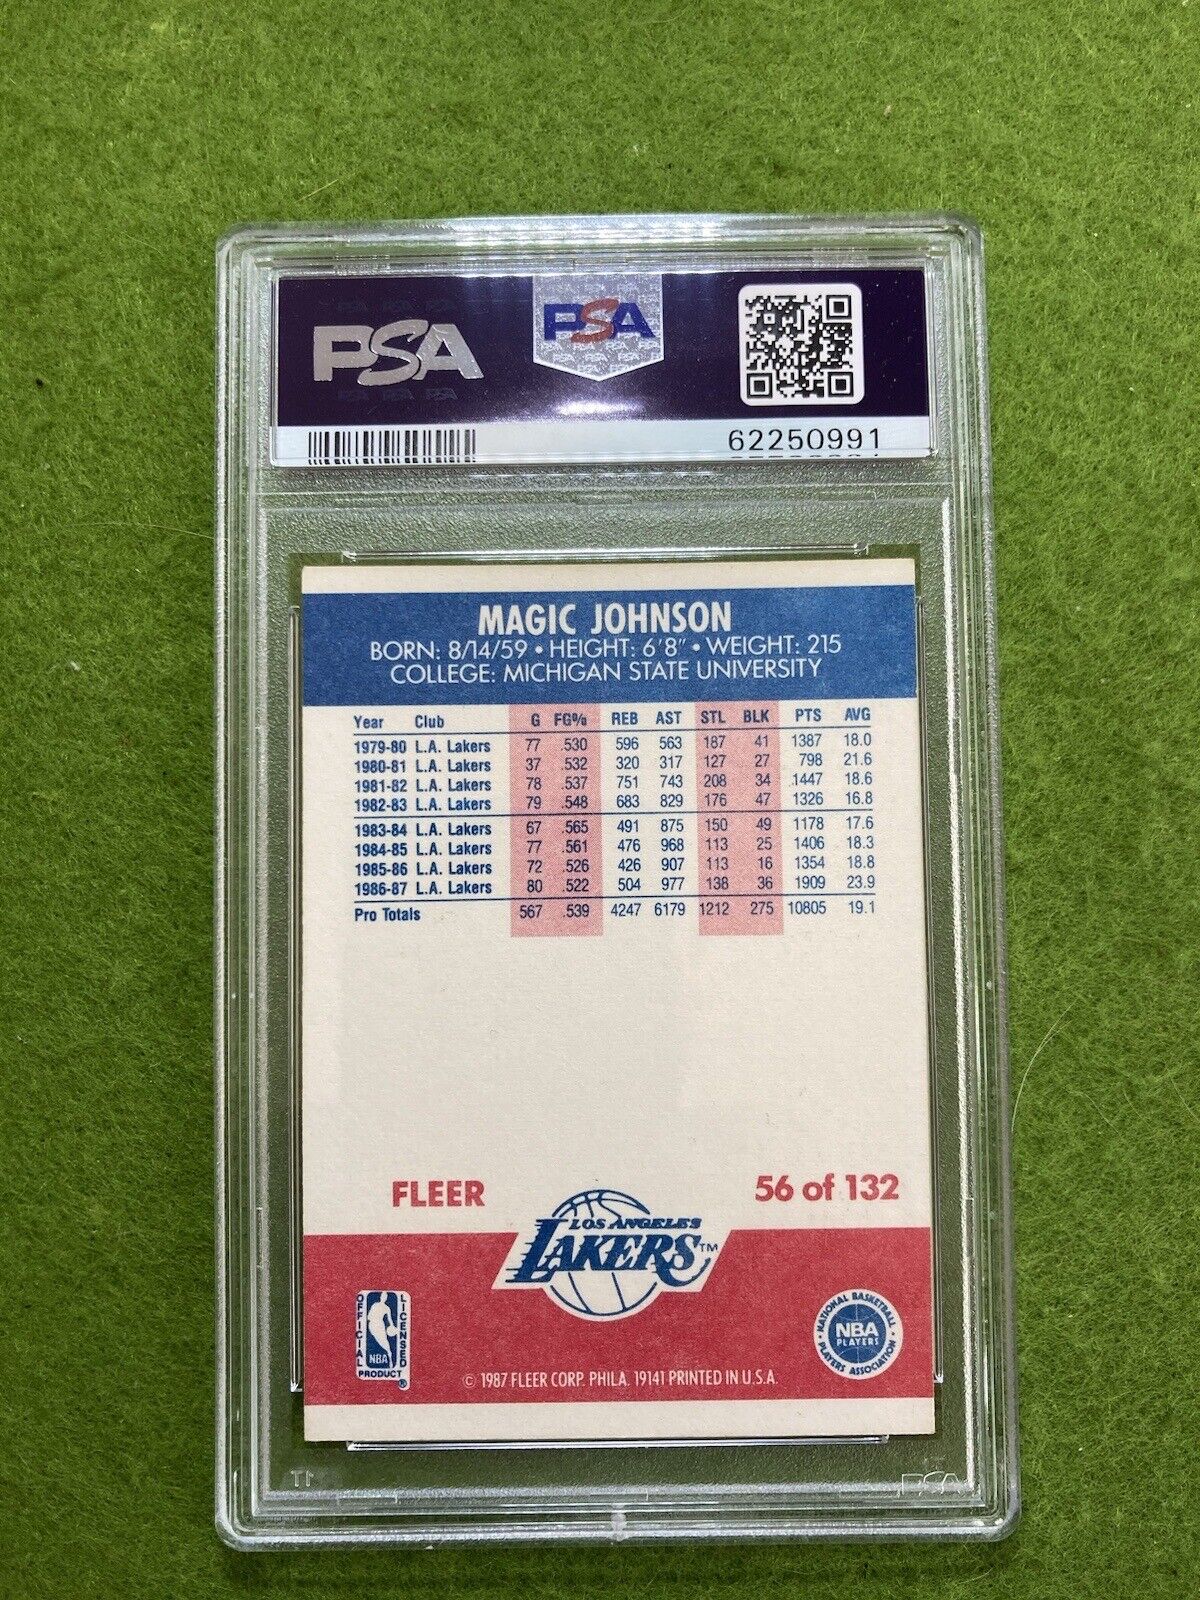 PSA
PSA
62250991
MAGIC JOHNSON
BORN: 8/14/59 • HEIGHT: 6'8" • WEIGHT: 215
COLLEGE: MICHIGAN STATE UNIVERSITY
Year Club G FG% REB AST STL BLK PTS AVG
1979-80 L.A. Lakers 77 .530 596 563 187 41 1387 18.0
1980-81 L.A. Lakers 37 .532 320 317 127 27 798 21.6
1981-82 L.A. Lakers 78 .537 751 743 208 34 1447 18.6
1982-83 L.A. Lakers 79 .548 683 829 176 47 1326 16.8
1983-84 L.A. Lakers 67 .565 491 875 150 49 1178 17.6
1984-85 L.A. Lakers 77 .561 476 968 113 25 1406 18.3
1985-86 L.A. Lakers 72 .526 426 907 113 16 1354 18.8
1986-87 L.A. Lakers 80 .522 504 977 138 36 1909 23.9
Pro Totals 567 .539 4247 6179 1212 275 10805 19.1
FLEER
56 of 132
LOS ANGELES
LAKERS™
OFFICIAL LICENSED
NBA
PRODUCT ®
NATIONAL BASKETBALL
NBA
PLAYERS
PLAYERS ASSOCIATION
© 1987 FLEER CORP. PHILA. 19141 PRINTED IN U.S.A.
PSA